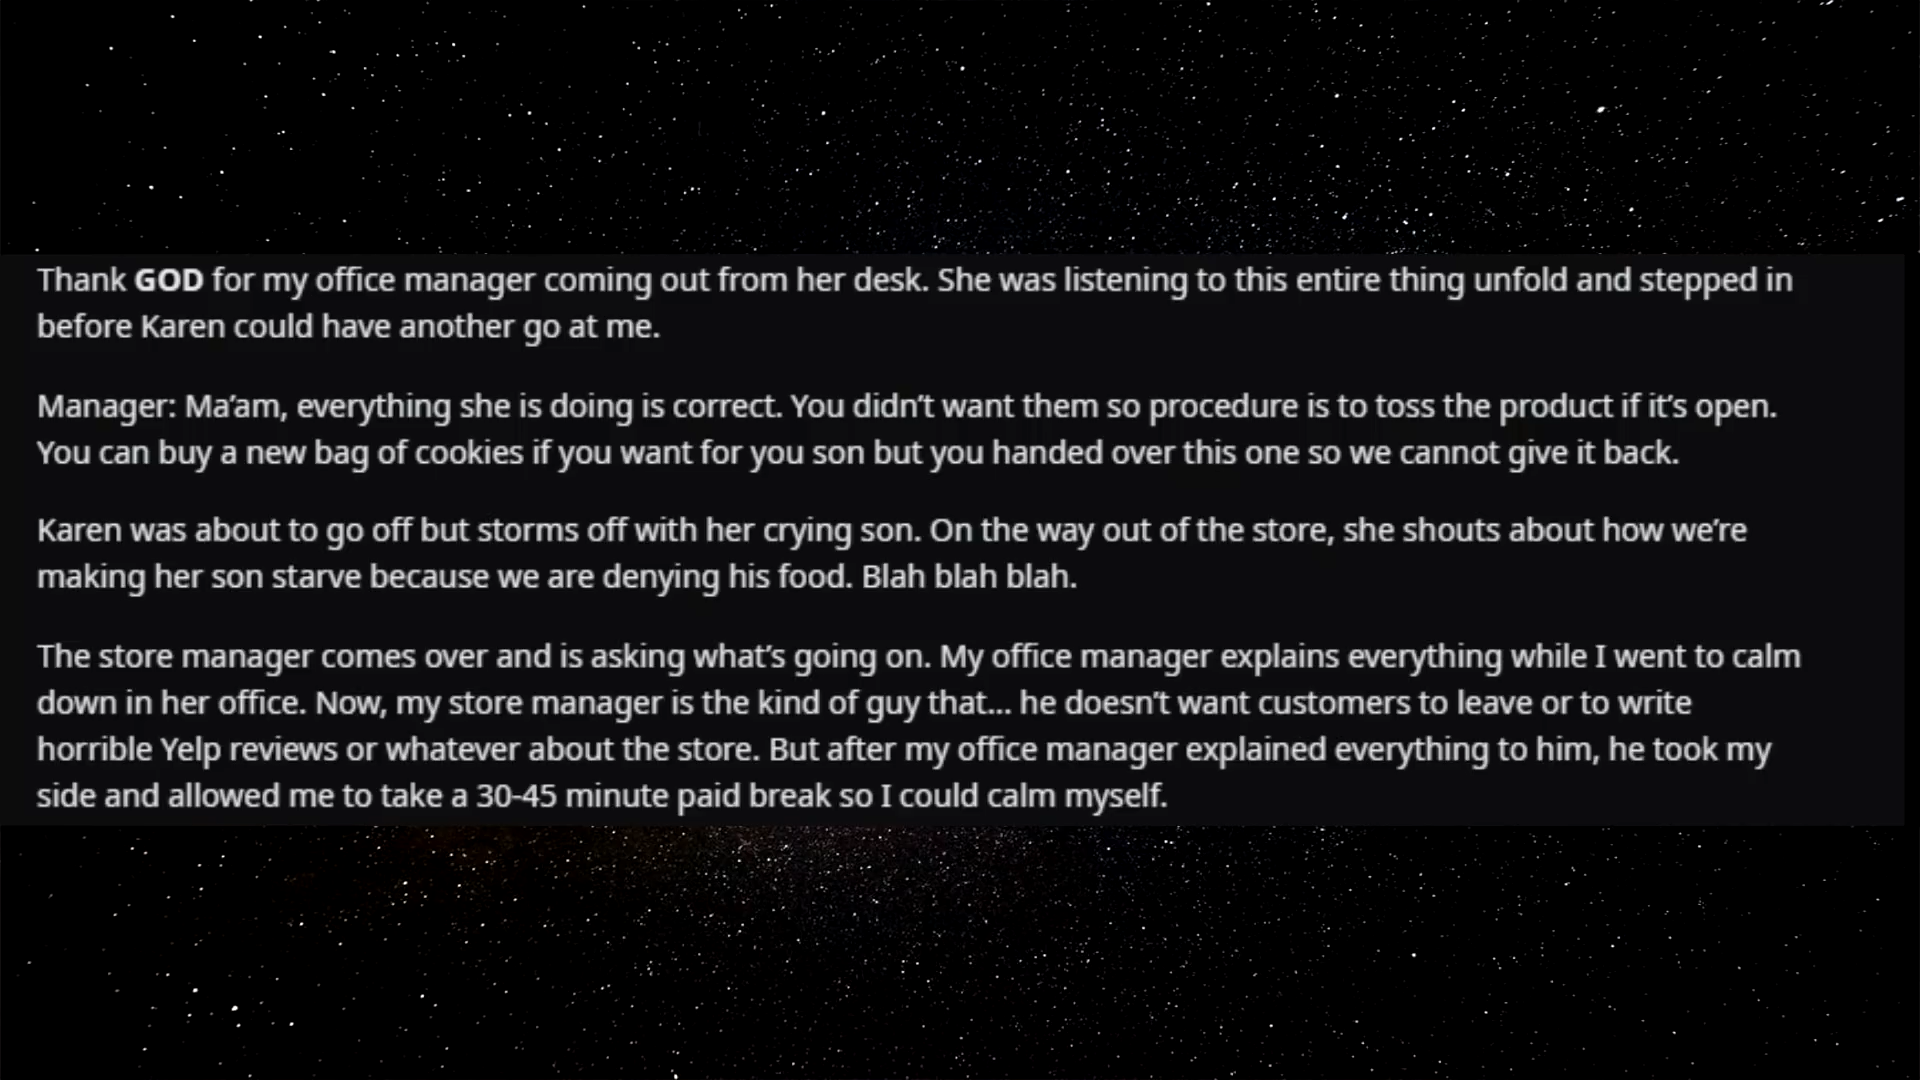 Thank GOD for my office manager coming out from her desk. She was listening to this entire thing unfold and stepped in
before Karen could have another go at me.
Manager: Ma’am, everything she is doing is correct. You didn’t want them so procedure is to toss the product if it’s open.
You can buy a new bag of cookies if you want for you son but you handed over this one so we cannot give it back.
Karen was about to go off but storms off with her crying son. On the way out of the store, she shouts about how we’re
making her son starve because we are denying his food. Blah blah blah.
The store manager comes over and is asking what’s going on. My office manager explains everything while I went to calm
down in her office. Now, my store manager is the kind of guy that... he doesn’t want customers to leave or to write
horrible Yelp reviews or whatever about the store. But after my office manager explained everything to him, he took my
side and allowed me to take a 30-45 minute paid break so I could calm myself.